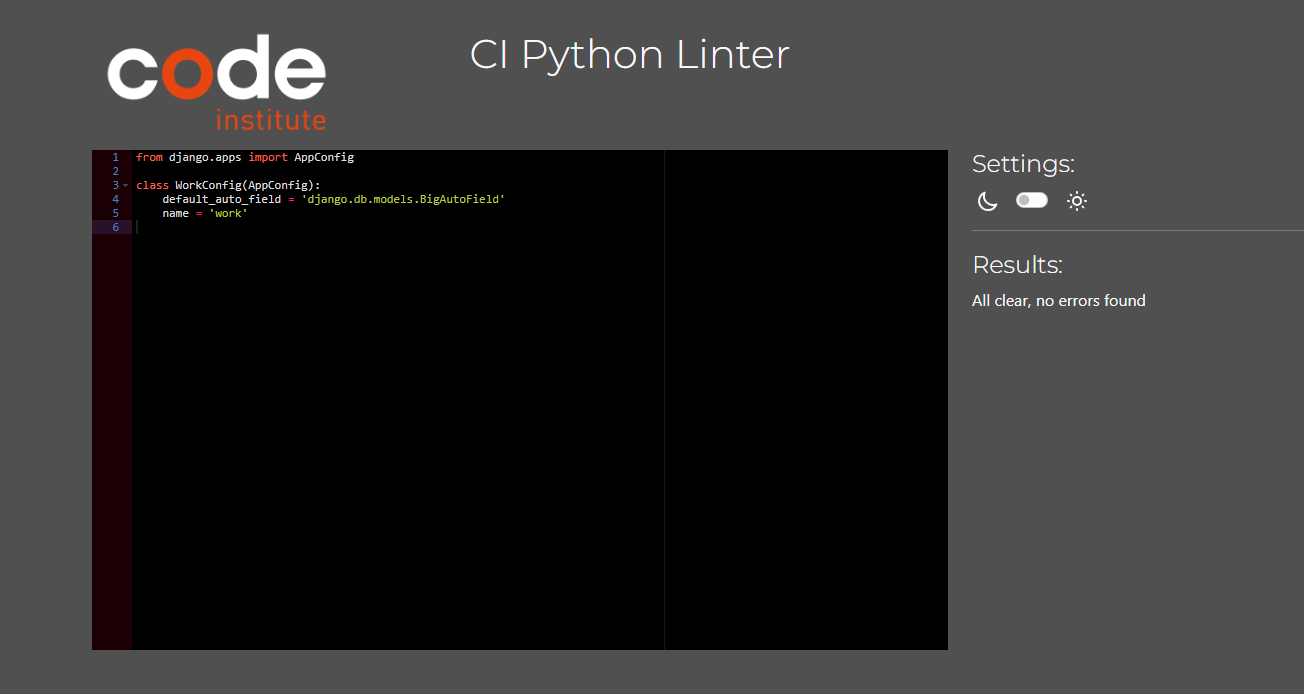 code
institute
CI Python Linter
1 from django.apps import AppConfig
2
3 class WorkConfig(AppConfig):
4     default_auto_field = 'django.db.models.BigAutoField'
5     name = 'work'
6
Settings:
Results:
All clear, no errors found